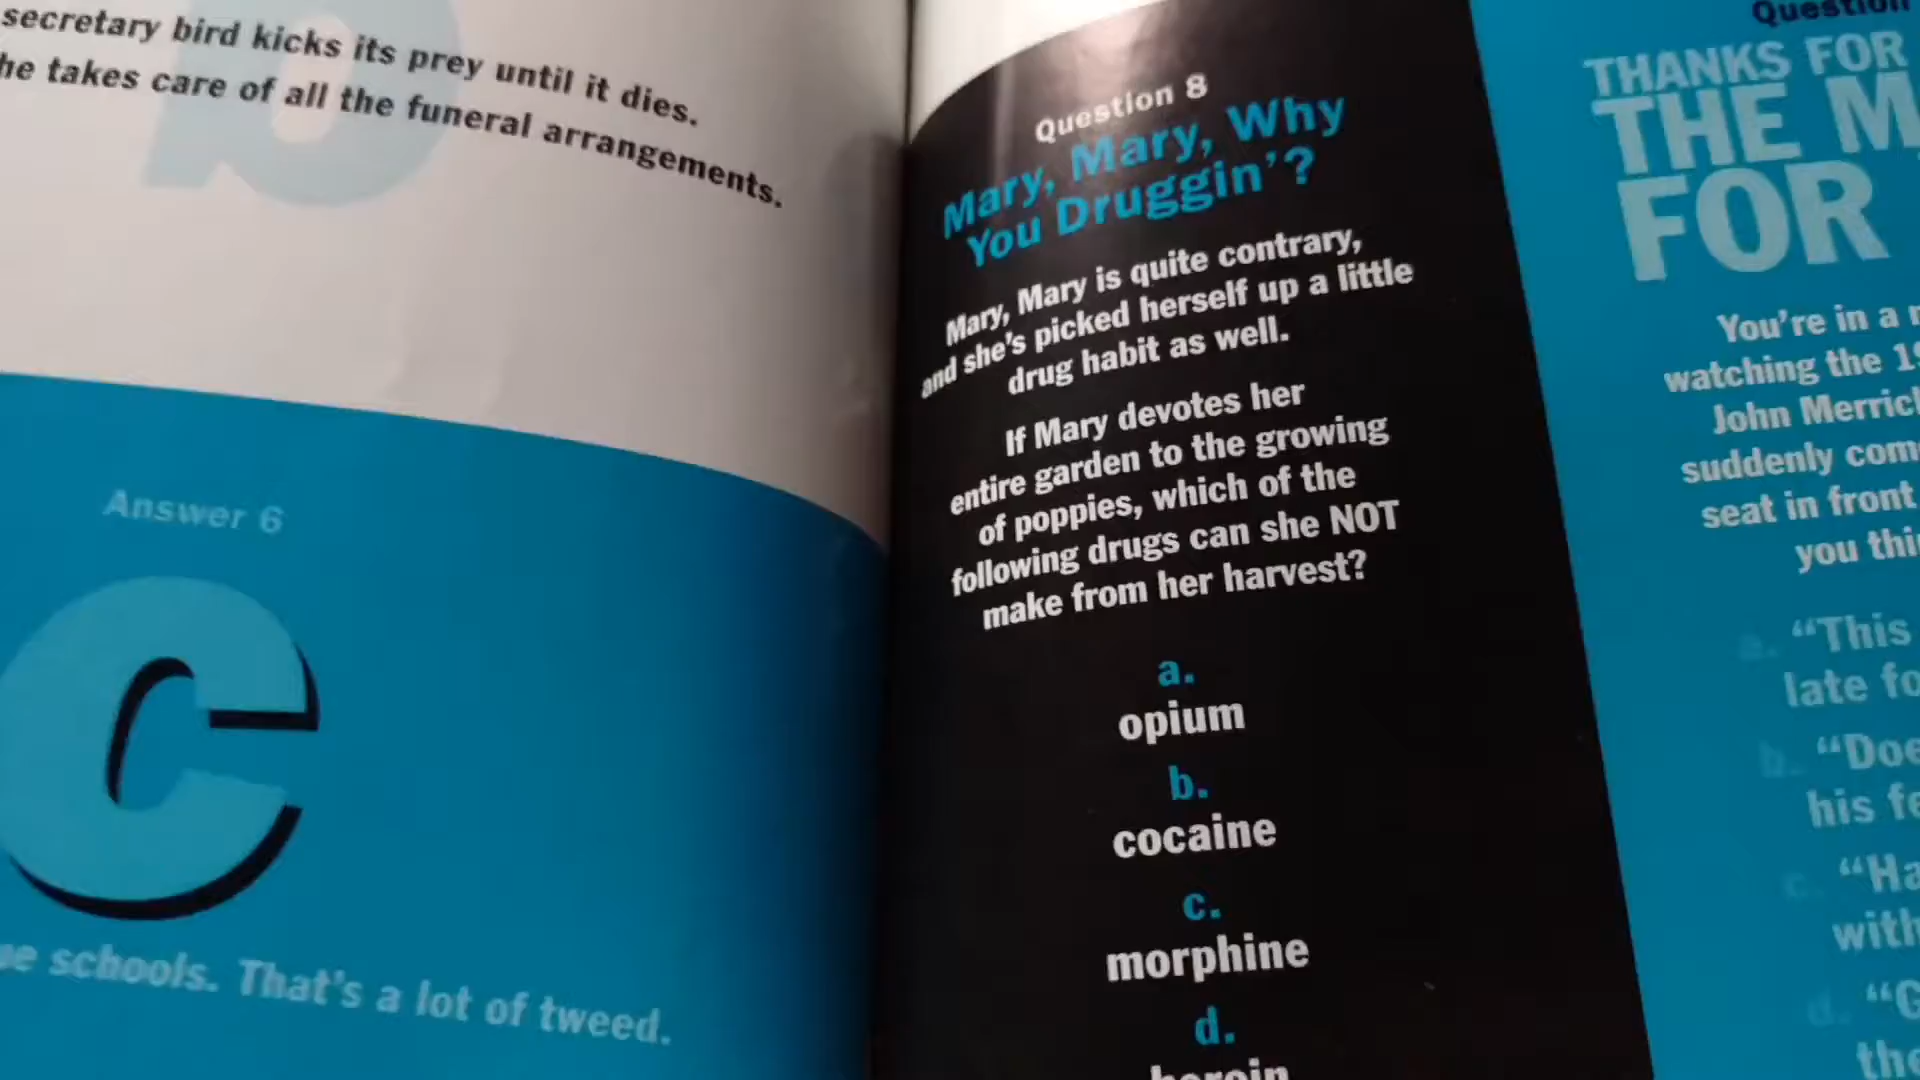 secretary bird kicks its prey until it dies.
he takes care of all the funeral arrangements.
Answer 6
c
schools. That's a lot of tweed.
Question 8
Mary, Mary, Why
You Druggin'?
Mary, Mary is quite contrary,
and she's picked herself up a little
drug habit as well.
If Mary devotes her
entire garden to the growing
of poppies, which of the
following drugs can she NOT
make from her harvest?
a.
opium
b.
cocaine
c.
morphine
d.
heroin
Question
THANKS FOR
THE M
FOR
You're in a
watching the 19
John Merric
suddenly com
seat in front
you thi
a. "This
late fo
b. "Doe
his fe
c. "Ha
with
d. "G
the